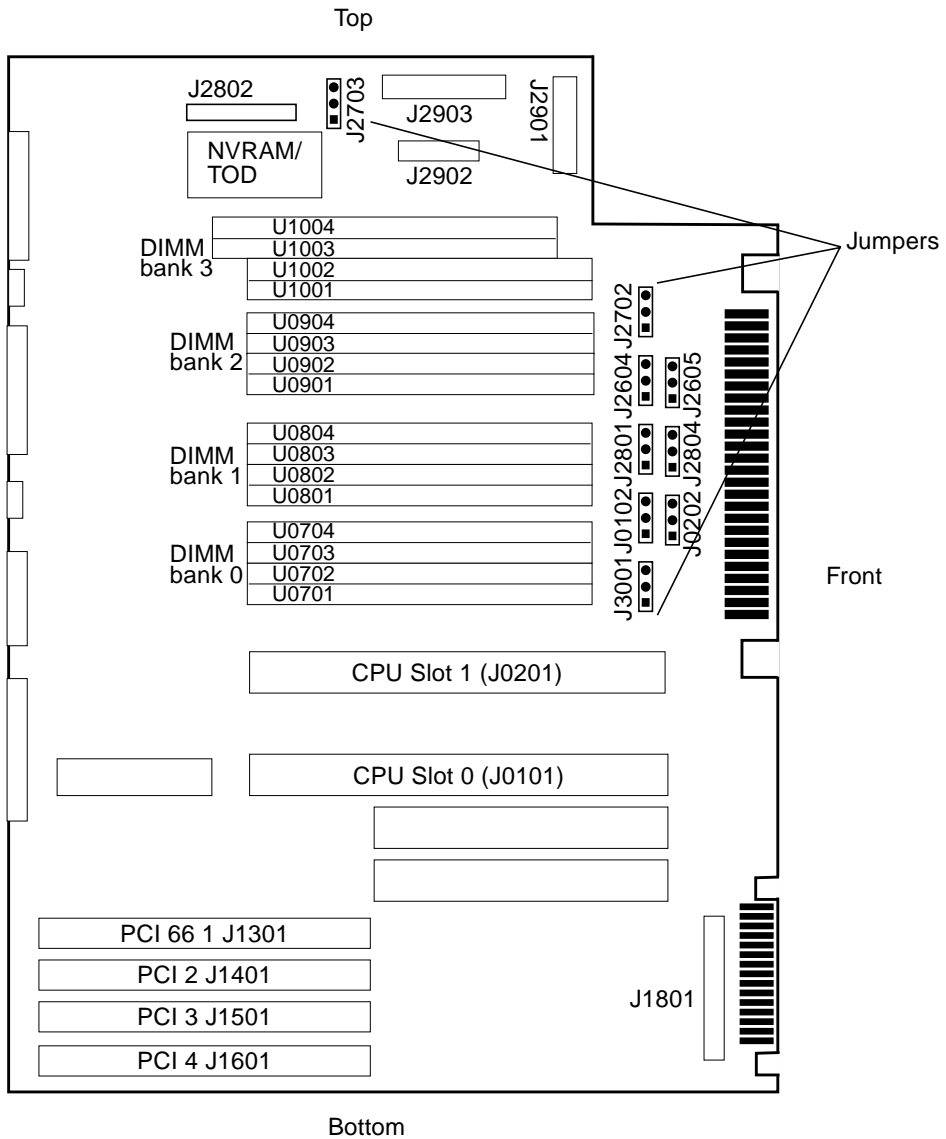 Top
J2802
J2703
J2903
J2901
NVRAM/
TOD
J2902
U1004
U1003
U1002
U1001
DIMM
bank 3
Jumpers
U0904
U0903
U0902
U0901
DIMM
bank 2
J2702
J2604
J2605
U0804
U0803
U0802
U0801
DIMM
bank 1
J2801
J2804
U0704
U0703
U0702
U0701
DIMM
bank 0
J0102
J0202
J3001
Front
CPU Slot 1 (J0201)
CPU Slot 0 (J0101)
PCI 66 1 J1301
PCI 2 J1401
PCI 3 J1501
PCI 4 J1601
J1801
Bottom